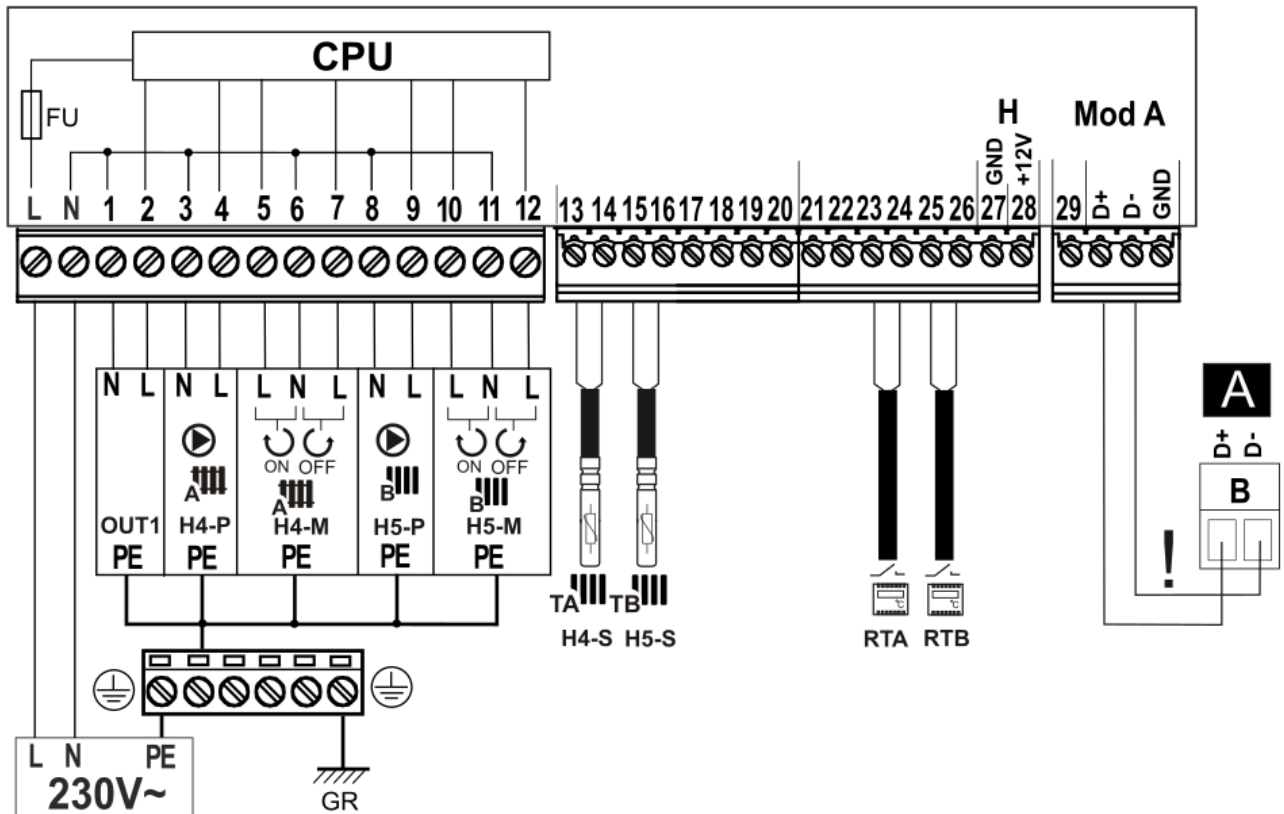 CPU
FU
H
Mod A
GND
+12V
D+
D-
GND
L N 1 2 3 4 5 6 7 8 9 10 11 12
13 14 15 16 17 18 19 20
21 22 23 24 25 26 27 28
29
N L N L L N L N L L N L
ON OFF
ON OFF
A
A
B
B
OUT1 H4-P H4-M H5-P H5-M
PE PE PE PE PE
TA
TB
H4-S H5-S
°C
°C
RTA RTB
!
A
D+
D-
B
L N PE
230V~
GR